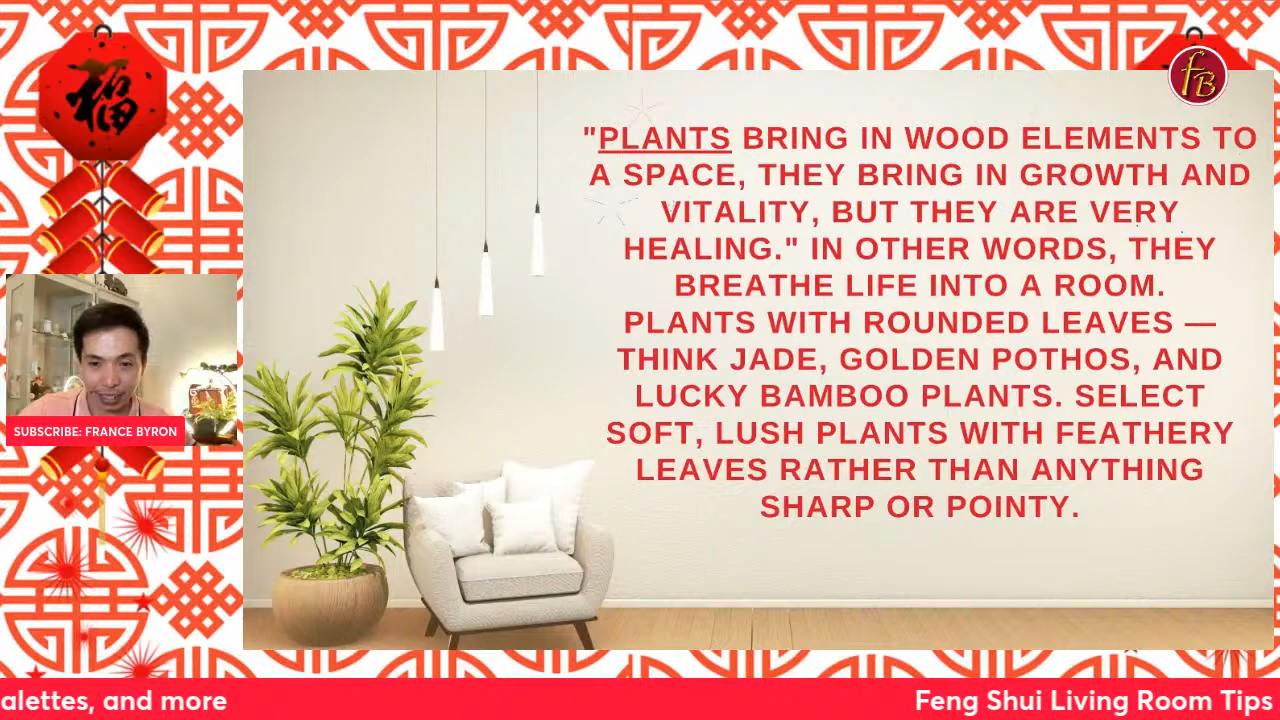 福
fB
"PLANTS BRING IN WOOD ELEMENTS TO
A SPACE, THEY BRING IN GROWTH AND
VITALITY, BUT THEY ARE VERY
HEALING." IN OTHER WORDS, THEY
BREATHE LIFE INTO A ROOM.
PLANTS WITH ROUNDED LEAVES —
THINK JADE, GOLDEN POTHOS, AND
LUCKY BAMBOO PLANTS. SELECT
SOFT, LUSH PLANTS WITH FEATHERY
LEAVES RATHER THAN ANYTHING
SHARP OR POINTY.
SUBSCRIBE: FRANCE BYRON
alettes, and more
Feng Shui Living Room Tips